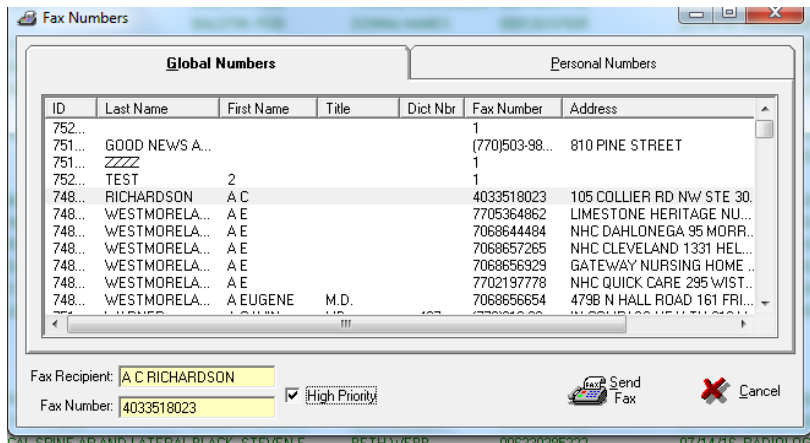 Fax Numbers
Global Numbers Personal Numbers
ID Last Name First Name Title Dict Nbr Fax Number Address
752... 1
751... GOOD NEWS A... (770)503-98... 810 PINE STREET
751... ZZZZ 1
752... TEST 2 1
748... RICHARDSON A C 4033518023 105 COLLIER RD NW STE 30.
748... WESTMORELA... A E 7705364862 LIMESTONE HERITAGE NU...
748... WESTMORELA... A E 7068644484 NHC DAHLONEGA 95 MORR...
748... WESTMORELA... A E 7068657265 NHC CLEVELAND 1331 HEL...
748... WESTMORELA... A E 7068656929 GATEWAY NURSING HOME ...
748... WESTMORELA... A E 7702197778 NHC QUICK CARE 295 WIST...
748... WESTMORELA... A EUGENE M.D. 7068656654 479B N HALL ROAD 161 FRI...
Fax Recipient: A C RICHARDSON
High Priority
Send Fax
Cancel
Fax Number: 4033518023